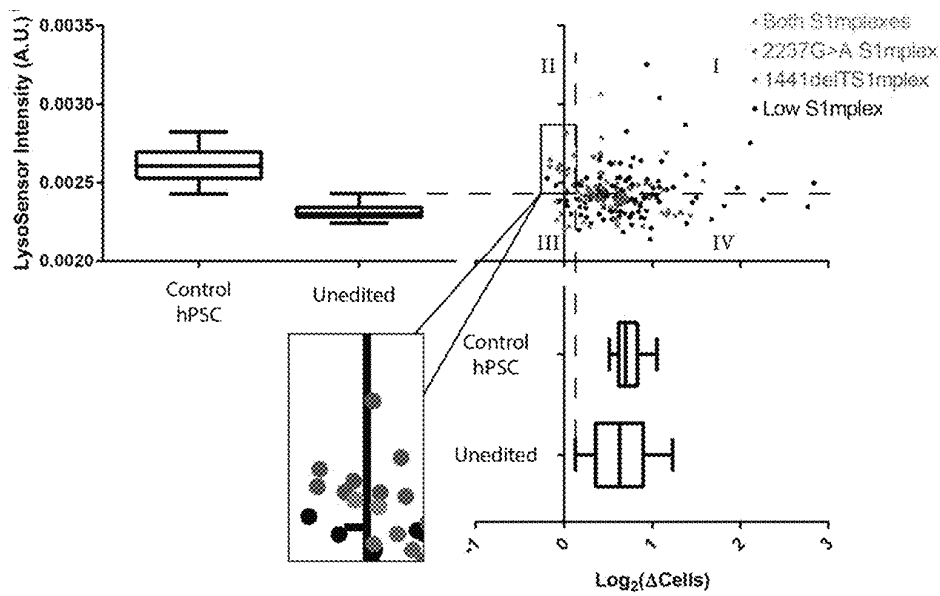 LysoSensor Intensity (A.U.)
0.0035
0.0030
0.0025
0.0020
Control
hPSC
Unedited
II
I
III
IV
Both S1mplexes
2237G>A S1mplex
1441delTS1mplex
Low S1mplex
Control
hPSC
Unedited
-1
0
1
2
3
Log2(ΔCells)